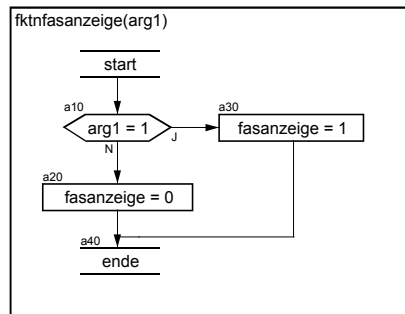 fktnfasanzeige(arg1)
start
a10
arg1 = 1
J
N
a30
fasanzeige = 1
a20
fasanzeige = 0
a40
ende